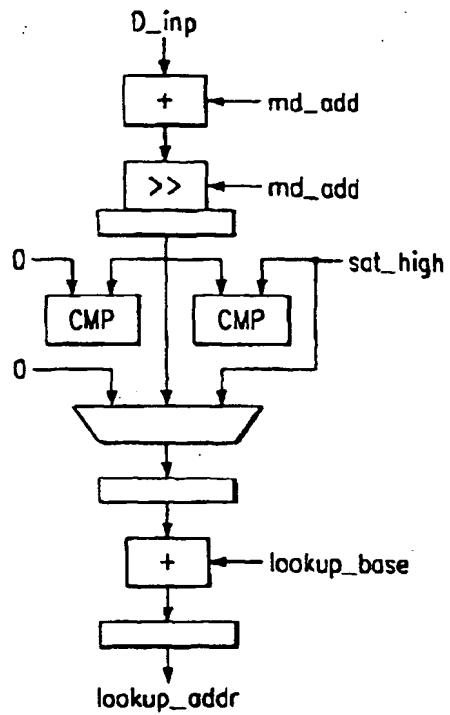 D_inp
+
md_add
>>
md_add
0
sat_high
CMP
CMP
0
+
lookup_base
lookup_addr